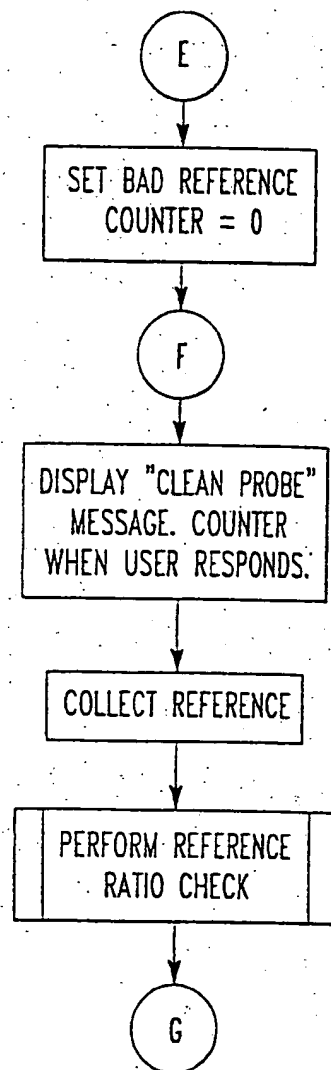 E
SET BAD REFERENCE
COUNTER = 0
F
DISPLAY "CLEAN PROBE"
MESSAGE. COUNTER
WHEN USER RESPONDS.
COLLECT REFERENCE
PERFORM REFERENCE
RATIO CHECK
G